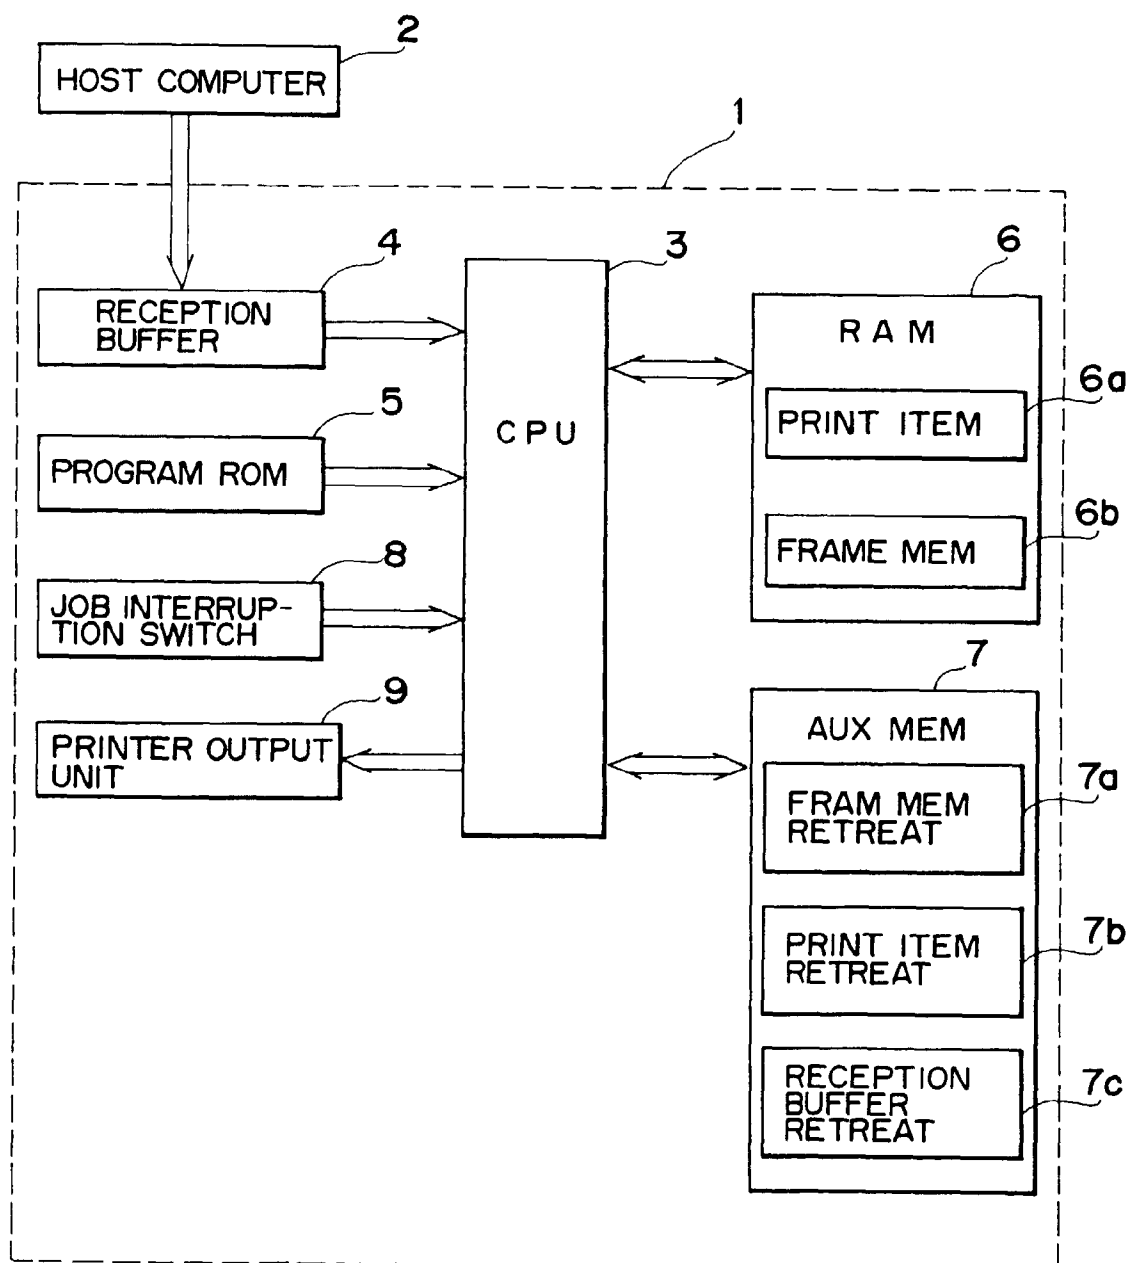 2
HOST COMPUTER
1
4
RECEPTION
BUFFER
3
CPU
6
RAM
6a
PRINT ITEM
6b
FRAME MEM
5
PROGRAM ROM
8
JOB INTERRUP-
TION SWITCH
9
PRINTER OUTPUT
UNIT
7
AUX MEM
7a
FRAM MEM
RETREAT
7b
PRINT ITEM
RETREAT
7c
RECEPTION
BUFFER
RETREAT